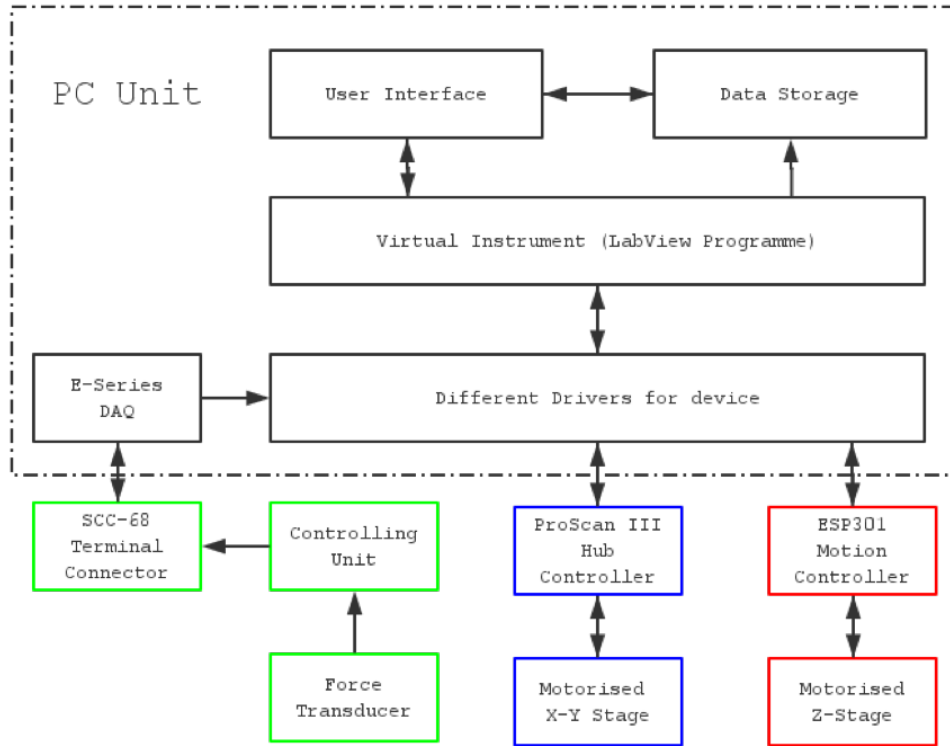 PC Unit
User Interface
Data Storage
Virtual Instrument (LabView Programme)
E-Series
DAQ
Different Drivers for device
SCC-68
Terminal
Connector
Controlling
Unit
ProScan III
Hub
Controller
ESP301
Motion
Controller
Force
Transducer
Motorised
X-Y Stage
Motorised
Z-Stage